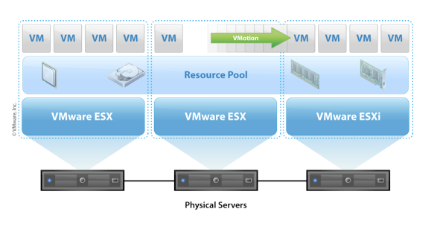 VM VM VM VM VM VMotion VM VM VM VM
Resource Pool
VMware ESX VMware ESX VMware ESXi
©VMware, Inc.
Physical Servers